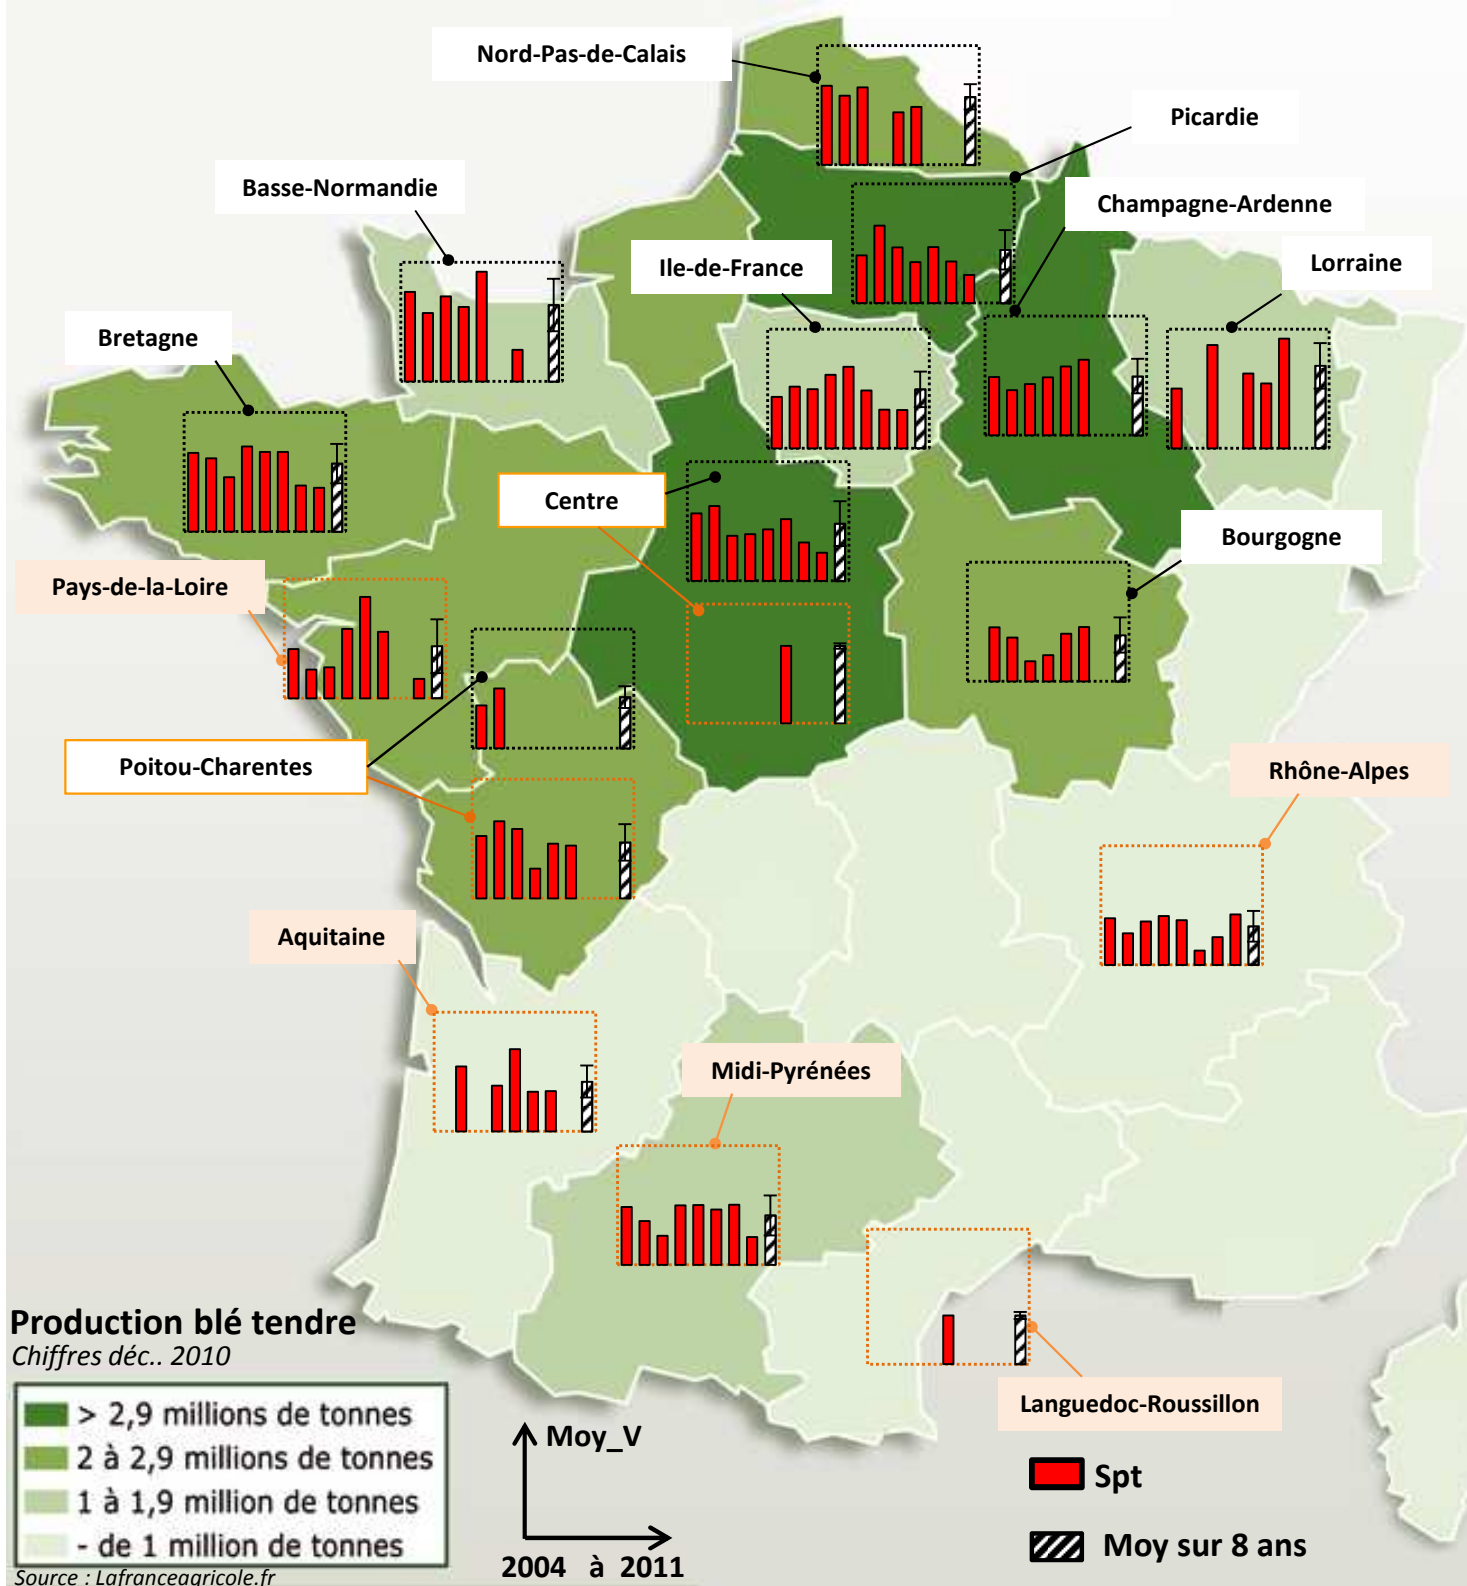 Nord-Pas-de-Calais
Picardie
Basse-Normandie
Champagne-Ardenne
Ile-de-France
Lorraine
Bretagne
Centre
Bourgogne
Pays-de-la-Loire
Poitou-Charentes
Rhône-Alpes
Aquitaine
Midi-Pyrénées
Languedoc-Roussillon
Production blé tendre
Chiffres déc.. 2010
> 2,9 millions de tonnes
2 à 2,9 millions de tonnes
1 à 1,9 million de tonnes
- de 1 million de tonnes
Source : Lafranceagricole.fr
Moy_V
2004 à 2011
Spt
Moy sur 8 ans